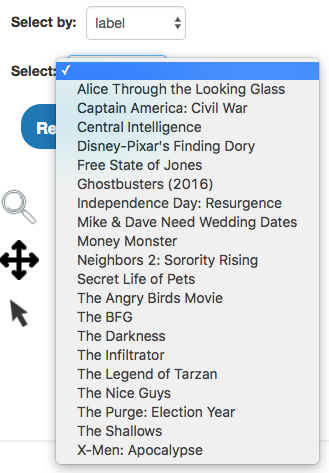 Select by: label
Select: ✓
Alice Through the Looking Glass
Captain America: Civil War
Central Intelligence
Disney-Pixar's Finding Dory
Free State of Jones
Ghostbusters (2016)
Independence Day: Resurgence
Mike & Dave Need Wedding Dates
Money Monster
Neighbors 2: Sorority Rising
Secret Life of Pets
The Angry Birds Movie
The BFG
The Darkness
The Infiltrator
The Legend of Tarzan
The Nice Guys
The Purge: Election Year
The Shallows
X-Men: Apocalypse